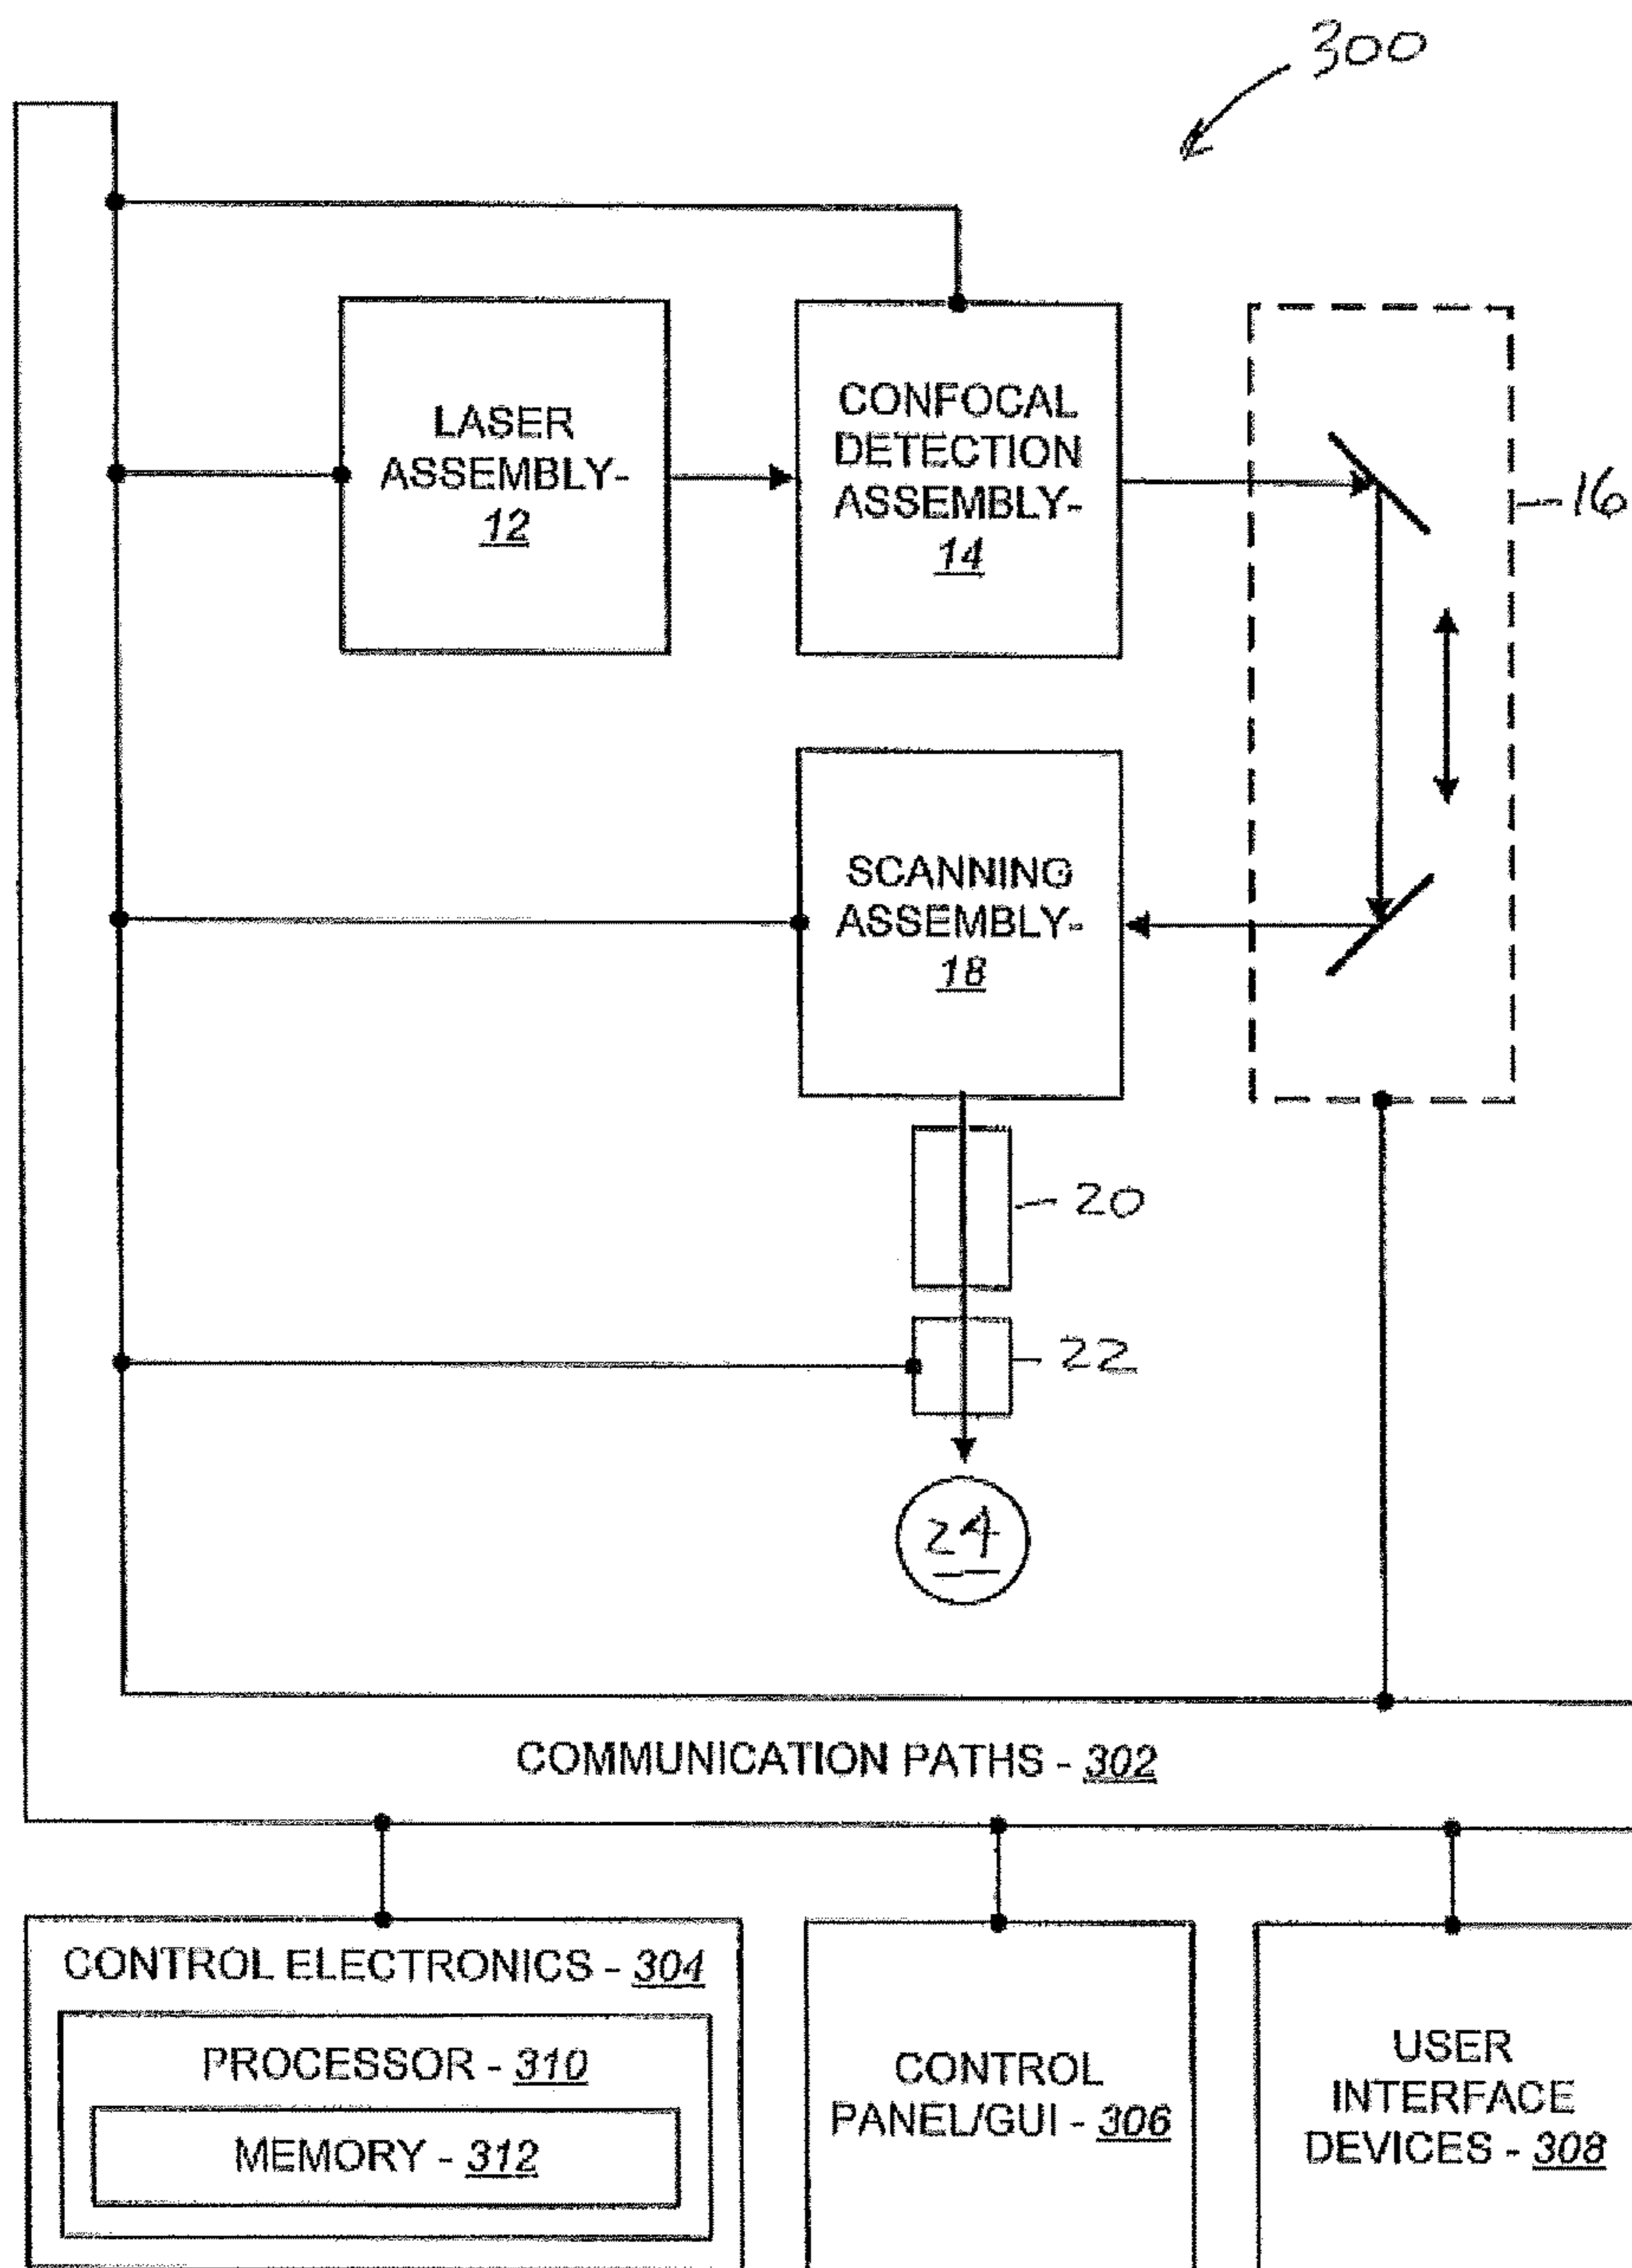 300
LASER
ASSEMBLY-
12
CONFOCAL
DETECTION
ASSEMBLY-
14
16
SCANNING
ASSEMBLY-
18
20
22
24
COMMUNICATION PATHS - 302
CONTROL ELECTRONICS - 304
PROCESSOR - 310
MEMORY - 312
CONTROL
PANEL/GUI - 306
USER
INTERFACE
DEVICES - 308